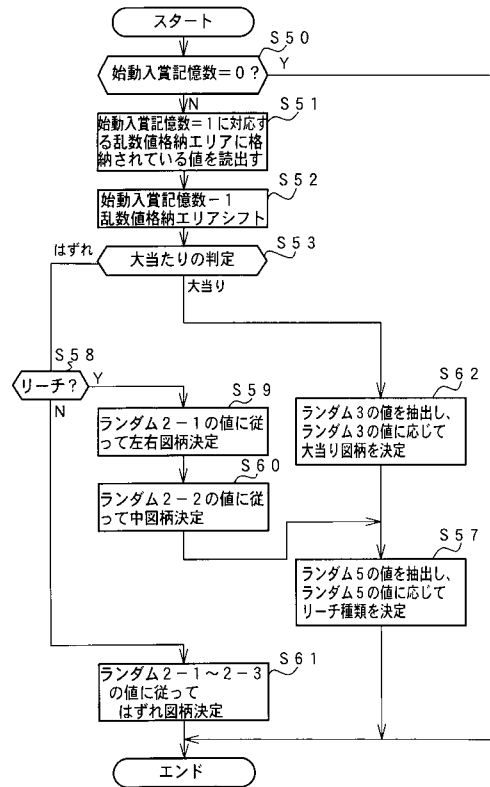 スタート
S50
始動入賞記憶数=0?
Y
N
S51
始動入賞記憶数=1に対応す
る乱数値格納エリアに格
納されている値を読出す
S52
始動入賞記憶数-1
乱数値格納エリアシフト
S53
はずれ
大当たりの判定
大当り
S58
リーチ?
Y
N
S59
ランダム2-1の値に従
って左右図柄決定
S60
ランダム2-2の値に従
って中図柄決定
S62
ランダム3の値を抽出し、
ランダム3の値に応じて
大当り図柄を決定
S57
ランダム5の値を抽出し、
ランダム5の値に応じて
リーチ種類を決定
S61
ランダム2-1~2-3
の値に従って
はずれ図柄決定
エンド